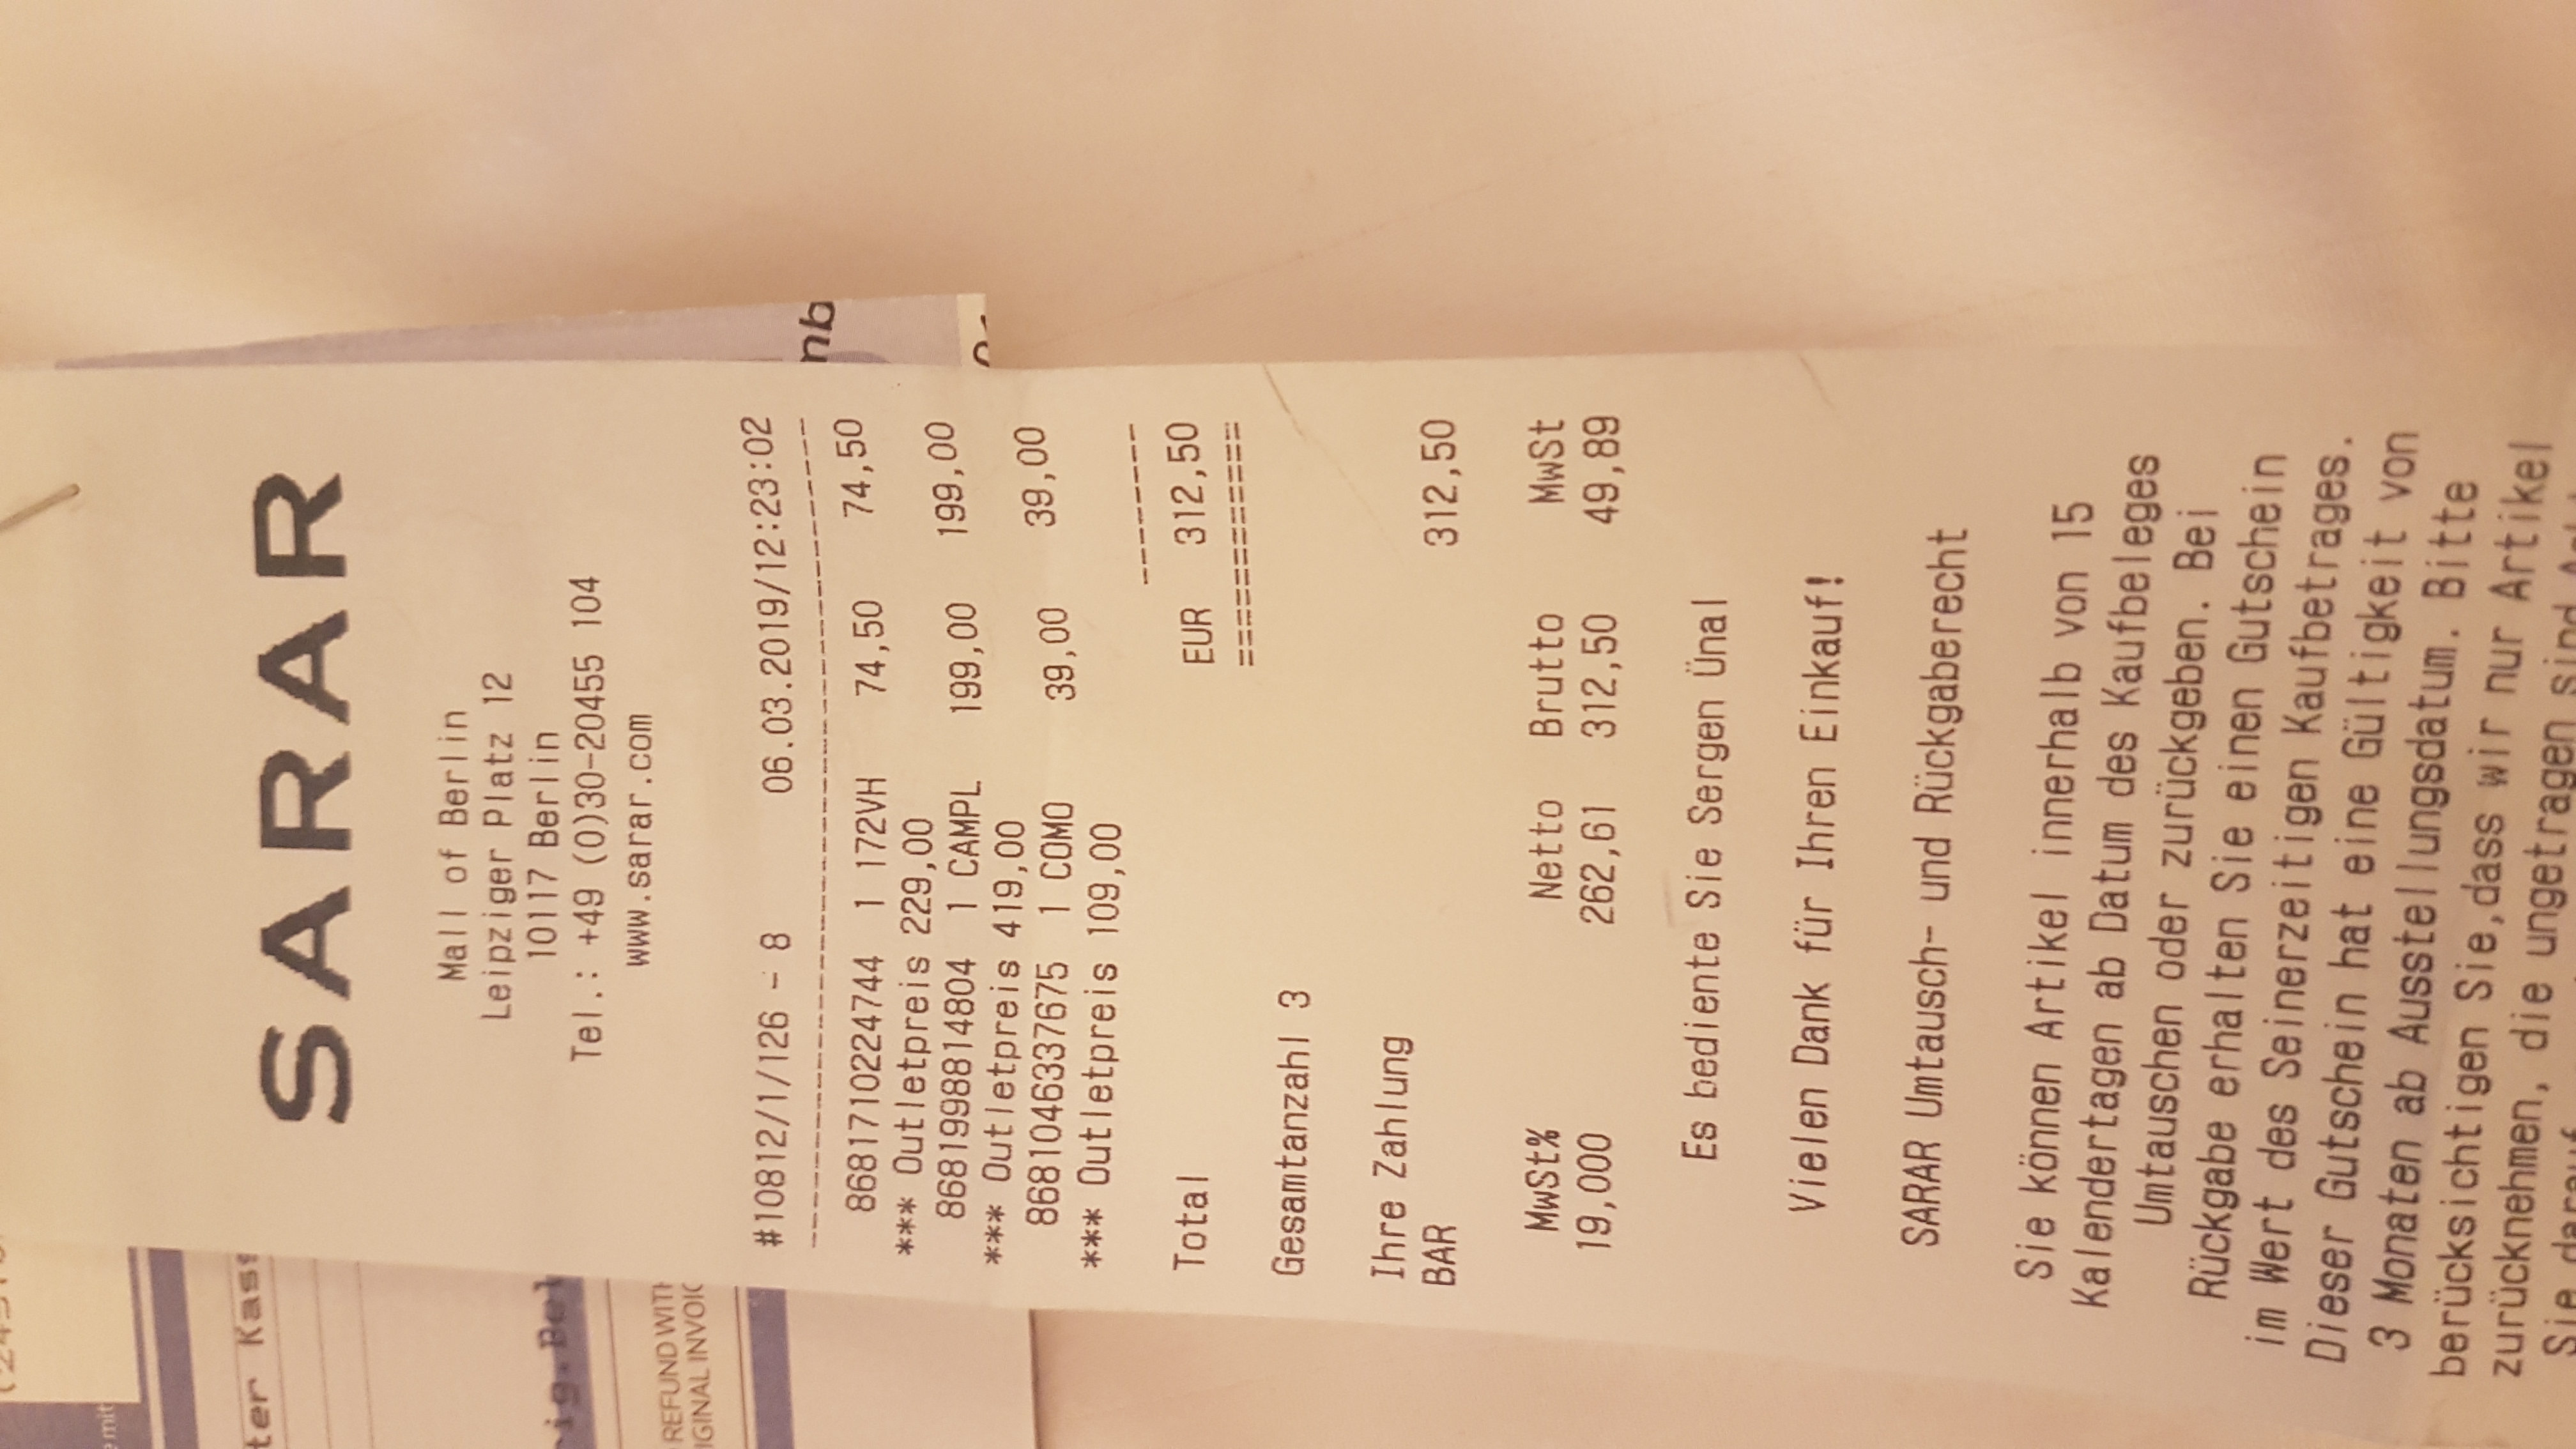 SARAR
Mall of Berlin
Leipziger Platz 12
10117 Berlin
Tel.: +49 (0)30-20455 104
www.sarar.com
#10812/1/126 - 8 06.03.2019/12:23:02
8681710224744 1 172VH 74,50 74,50
*** Outletpreis 229,00
8681998814804 1 CAMPL 199,00 199,00
*** Outletpreis 419,00
8681046337675 1 COMO 39,00 39,00
*** Outletpreis 109,00
Total EUR 312,50
Gesamtanzahl 3
Ihre Zahlung
BAR 312,50
MwSt% Netto Brutto MwSt
19,000 262,61 312,50 49,89
Es bediente Sie Sergen Ünal
Vielen Dank für Ihren Einkauf!
SARAR Umtausch- und Rückgaberecht
Sie können Artikel innerhalb von 15
Kalendertagen ab Datum des Kaufbeleges
Umtauschen oder zurückgeben. Bei
Rückgabe erhalten Sie einen Gutschein
im Wert des Seinerzeitigen Kaufbetrages.
Dieser Gutschein hat eine Gültigkeit von
3 Monaten ab Ausstellungsdatum. Bitte
berücksichtigen Sie,dass wir nur Artikel
zurücknehmen, die ungetragen sind
nb
ter Kass
REFUND WITH
IGINAL INVOIC